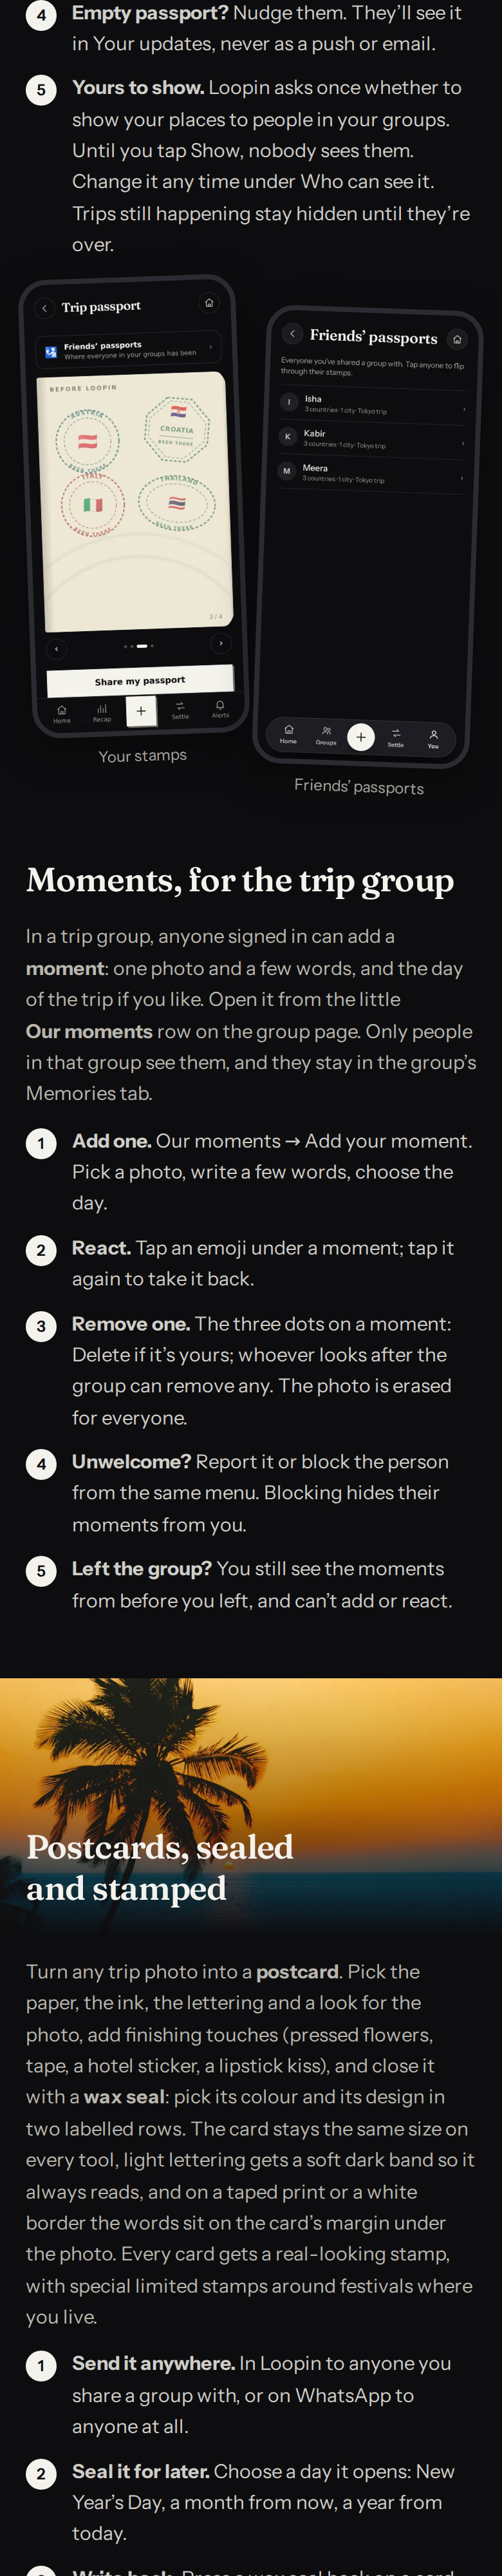 4 Empty passport? Nudge them. They’ll see it
in Your updates, never as a push or email.
5 Yours to show. Loopin asks once whether to
show your places to people in your groups.
Until you tap Show, nobody sees them.
Change it any time under Who can see it.
Trips still happening stay hidden until they’re
over.
Trip passport
Friends’ passports
Where everyone in your groups has been
BEFORE LOOPIN
AUSTRIA
BEEN THERE
CROATIA
BEEN THERE
ITALY
BEEN THERE
THAILAND
BEEN THERE
3 / 4
Share my passport
Home Recap Settle Alerts
Your stamps
Friends’ passports
Everyone you’ve shared a group with. Tap anyone to flip
through their stamps.
I Isha
3 countries · 1 city · Tokyo trip
K Kabir
3 countries · 1 city · Tokyo trip
M Meera
3 countries · 1 city · Tokyo trip
Home Groups Settle You
Friends’ passports
Moments, for the trip group
In a trip group, anyone signed in can add a
moment: one photo and a few words, and the day
of the trip if you like. Open it from the little
Our moments row on the group page. Only people
in that group see them, and they stay in the group’s
Memories tab.
1 Add one. Our moments → Add your moment.
Pick a photo, write a few words, choose the
day.
2 React. Tap an emoji under a moment; tap it
again to take it back.
3 Remove one. The three dots on a moment:
Delete if it’s yours; whoever looks after the
group can remove any. The photo is erased
for everyone.
4 Unwelcome? Report it or block the person
from the same menu. Blocking hides their
moments from you.
5 Left the group? You still see the moments
from before you left, and can’t add or react.
Postcards, sealed
and stamped
Turn any trip photo into a postcard. Pick the
paper, the ink, the lettering and a look for the
photo, add finishing touches (pressed flowers,
tape, a hotel sticker, a lipstick kiss), and close it
with a wax seal: pick its colour and its design in
two labelled rows. The card stays the same size on
every tool, light lettering gets a soft dark band so it
always reads, and on a taped print or a white
border the words sit on the card’s margin under
the photo. Every card gets a real-looking stamp,
with special limited stamps around festivals where
you live.
1 Send it anywhere. In Loopin to anyone you
share a group with, or on WhatsApp to
anyone at all.
2 Seal it for later. Choose a day it opens: New
Year’s Day, a month from now, a year from
today.